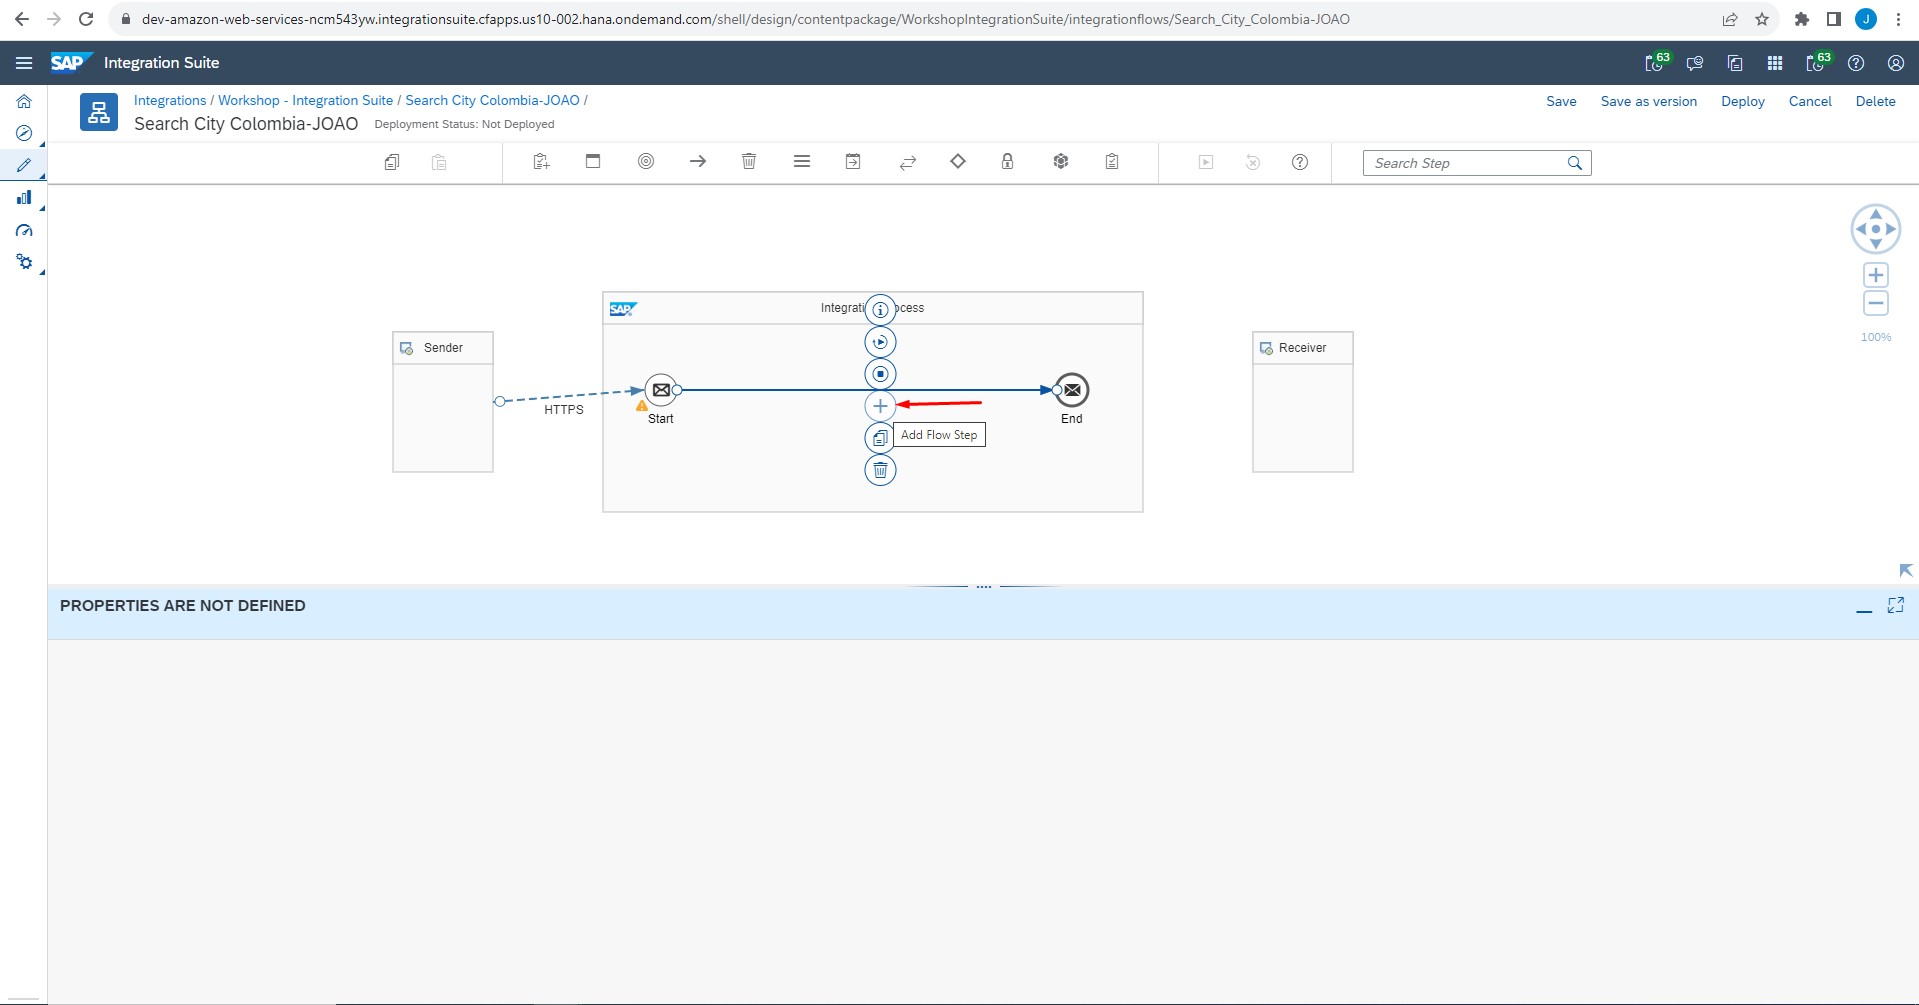 dev-amazon-web-services-ncm543yw.integrationsuite.cfapps.us10-002.hana.ondemand.com/shell/design/contentpackage/WorkshopIntegrationSuite/integrationflows/Search_City_Colombia-JOAO
J
SAP Integration Suite
63
63
Integrations / Workshop - Integration Suite / Search City Colombia-JOAO /
Save Save as version Deploy Cancel Delete
Search City Colombia-JOAO Deployment Status: Not Deployed
Search Step
SAP
Integrati ocess
Sender
Receiver
100%
HTTPS
Start
End
Add Flow Step
PROPERTIES ARE NOT DEFINED